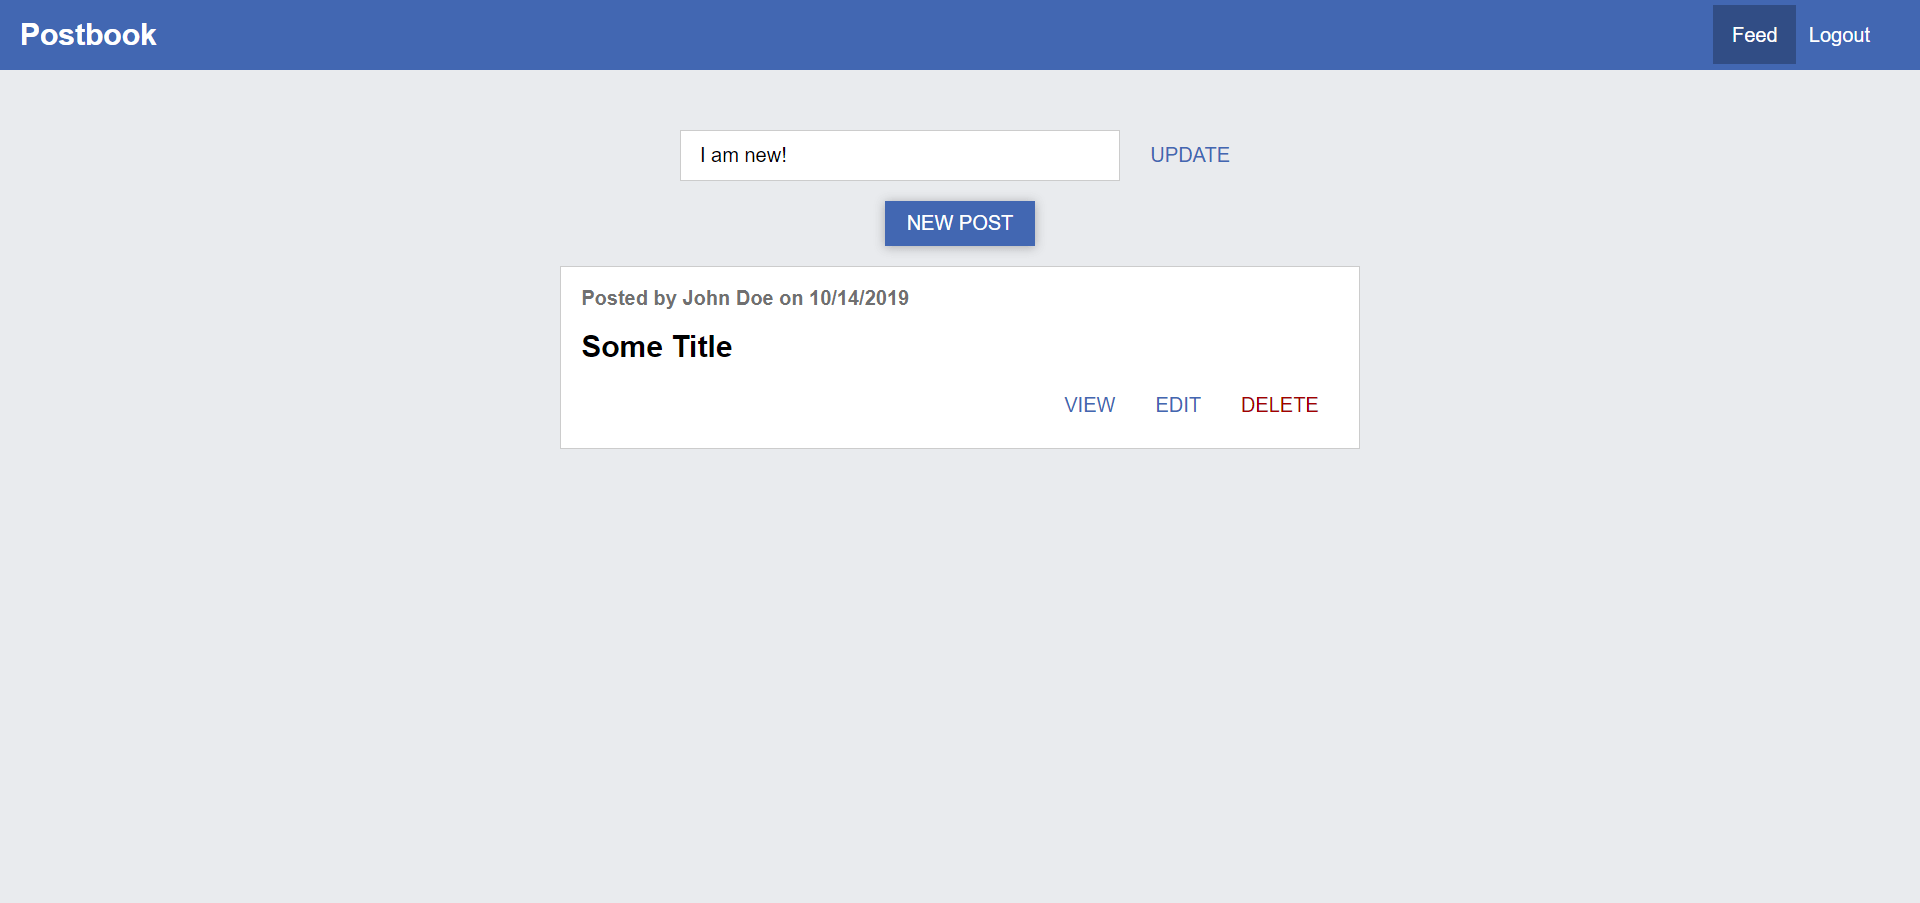 Postbook
Feed
Logout
I am new!
UPDATE
NEW POST
Posted by John Doe on 10/14/2019
Some Title
VIEW
EDIT
DELETE